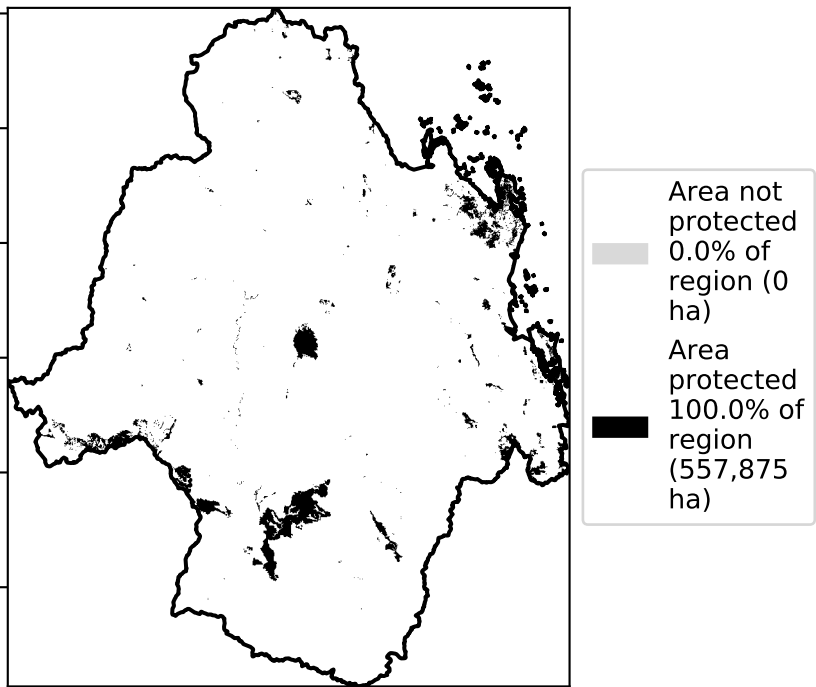 Area not
protected
0.0% of
region (0
ha)
Area
protected
100.0% of
region
(557,875
ha)